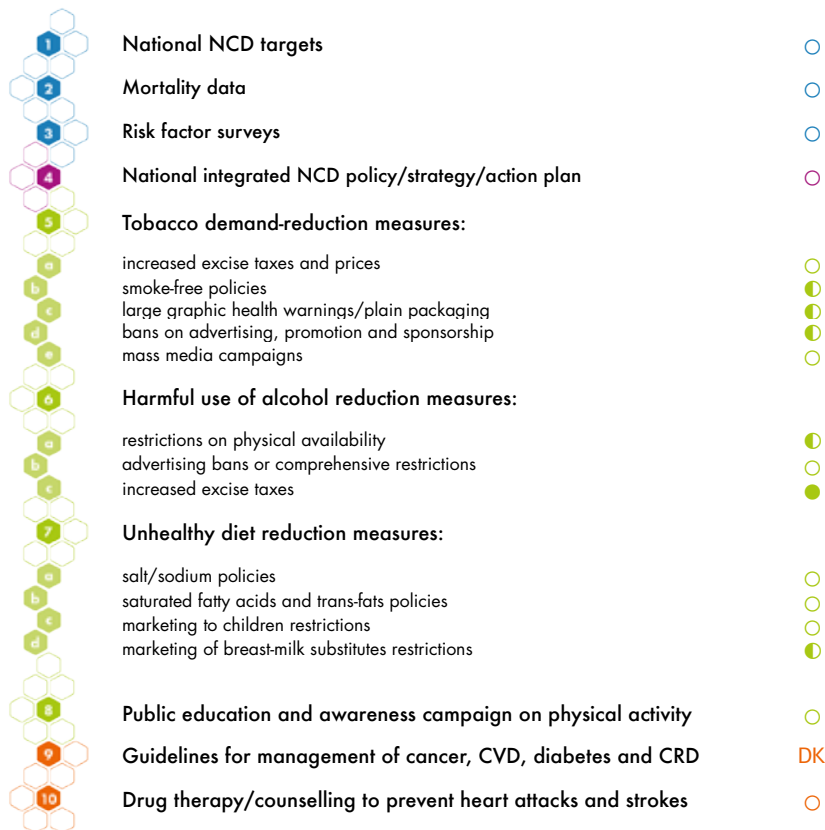 1 National NCD targets
2 Mortality data
3 Risk factor surveys
4 National integrated NCD policy/strategy/action plan
5 Tobacco demand-reduction measures:
a increased excise taxes and prices
b smoke-free policies
c large graphic health warnings/plain packaging
d bans on advertising, promotion and sponsorship
e mass media campaigns
6 Harmful use of alcohol reduction measures:
a restrictions on physical availability
b advertising bans or comprehensive restrictions
c increased excise taxes
7 Unhealthy diet reduction measures:
a salt/sodium policies
b saturated fatty acids and trans-fats policies
c marketing to children restrictions
d marketing of breast-milk substitutes restrictions
8 Public education and awareness campaign on physical activity
9 Guidelines for management of cancer, CVD, diabetes and CRD DK
10 Drug therapy/counselling to prevent heart attacks and strokes